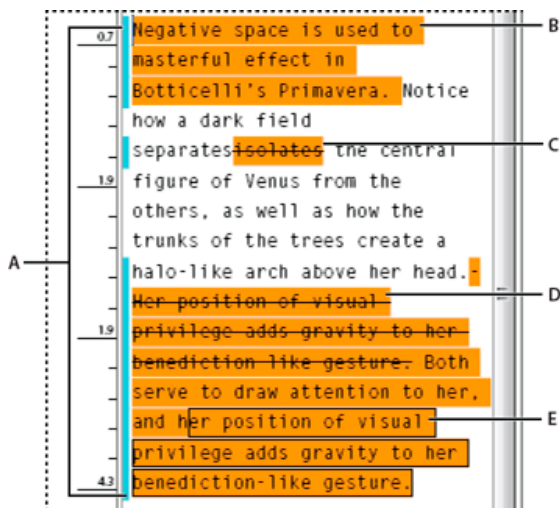 Negative space is used to
masterful effect in
Botticelli's Primavera. Notice
how a dark field
separatesisolates the central
figure of Venus from the
others, as well as how the
trunks of the trees create a
halo-like arch above her head.-
Her position of visual
privilege adds gravity to her
benediction like gesture. Both
serve to draw attention to her,
and her position of visual
privilege adds gravity to her
benediction-like gesture.
0.7
1.9
1.9
4.3
A
B
C
D
E